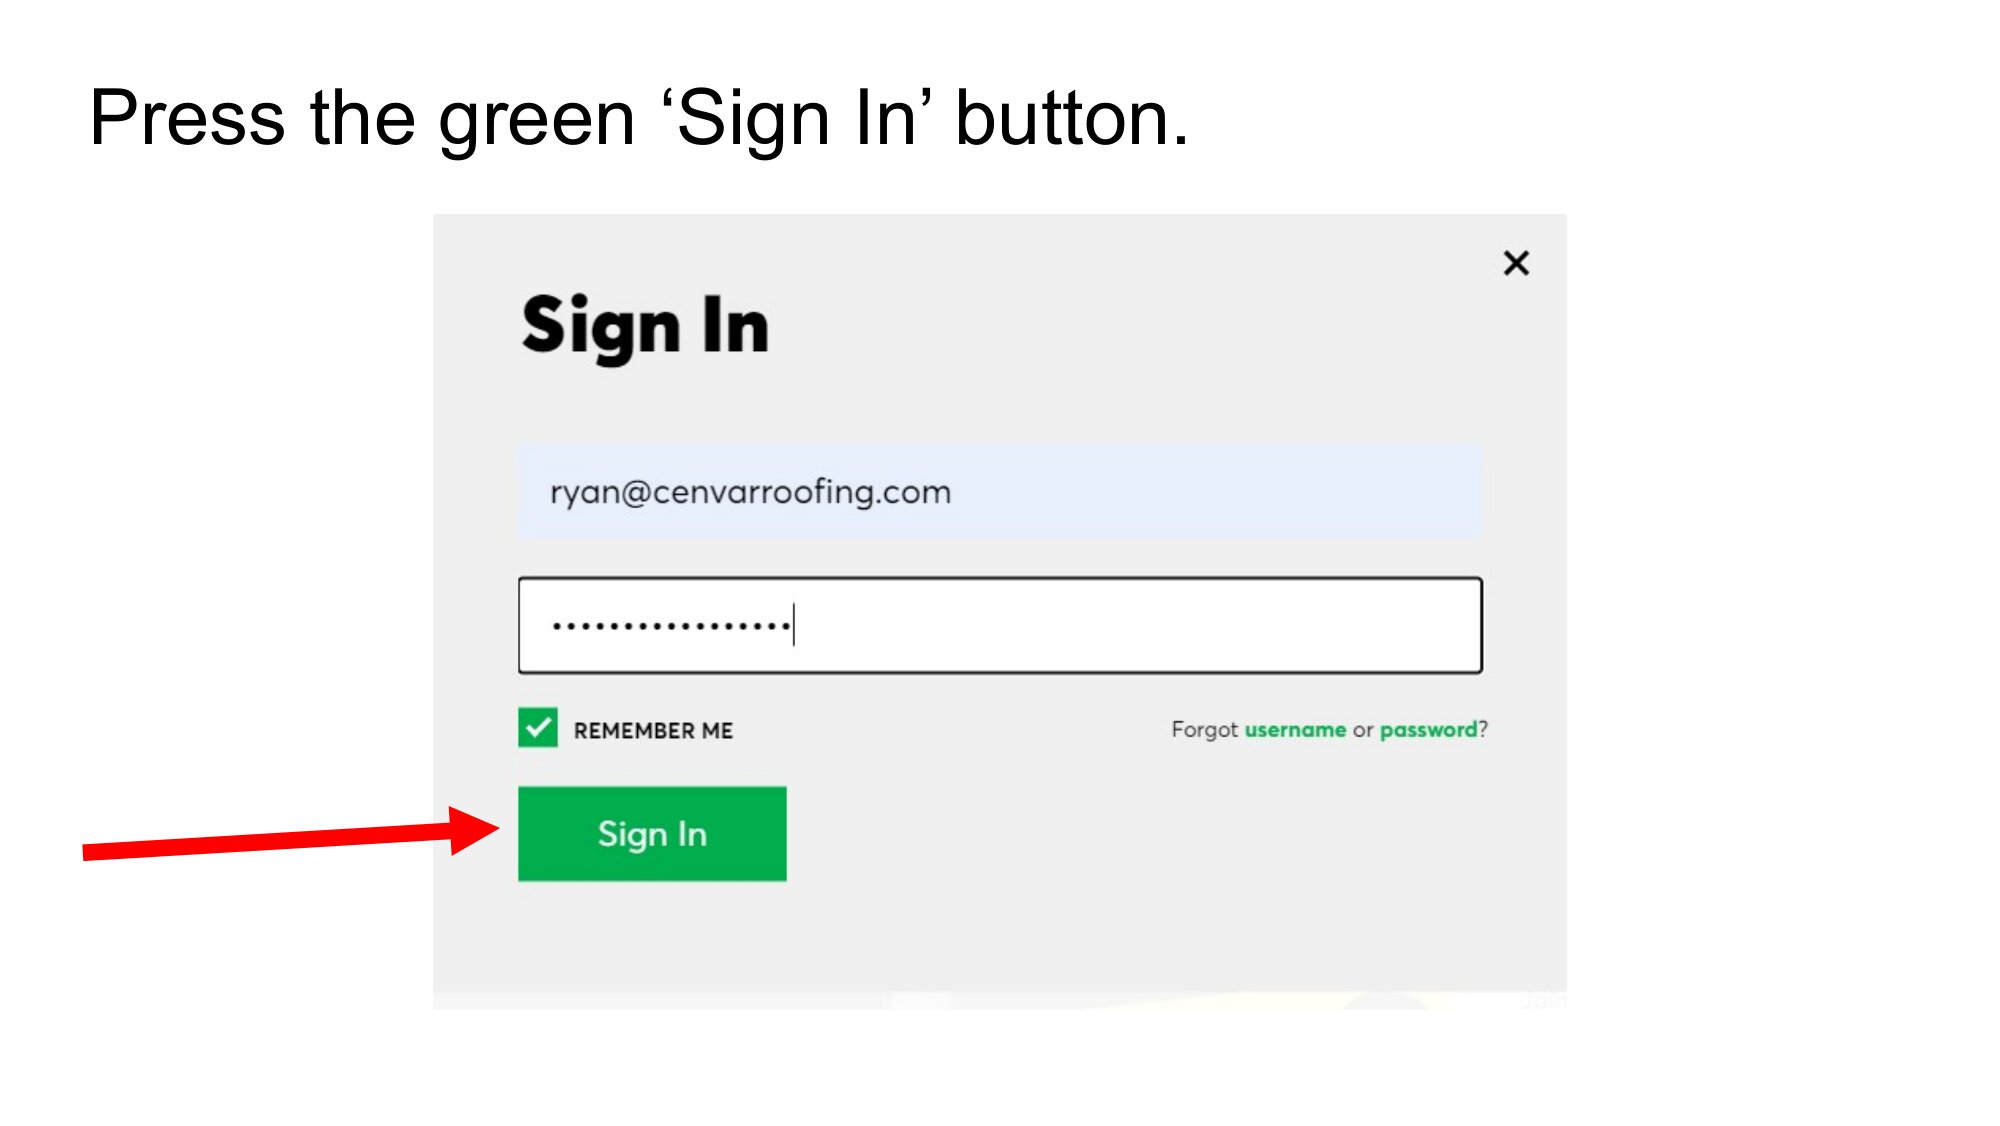 Press the green ‘Sign In’ button.
Sign In
ryan@cenvarroofing.com
•••••••••••••••••
REMEMBER ME
Forgot username or password?
Sign In